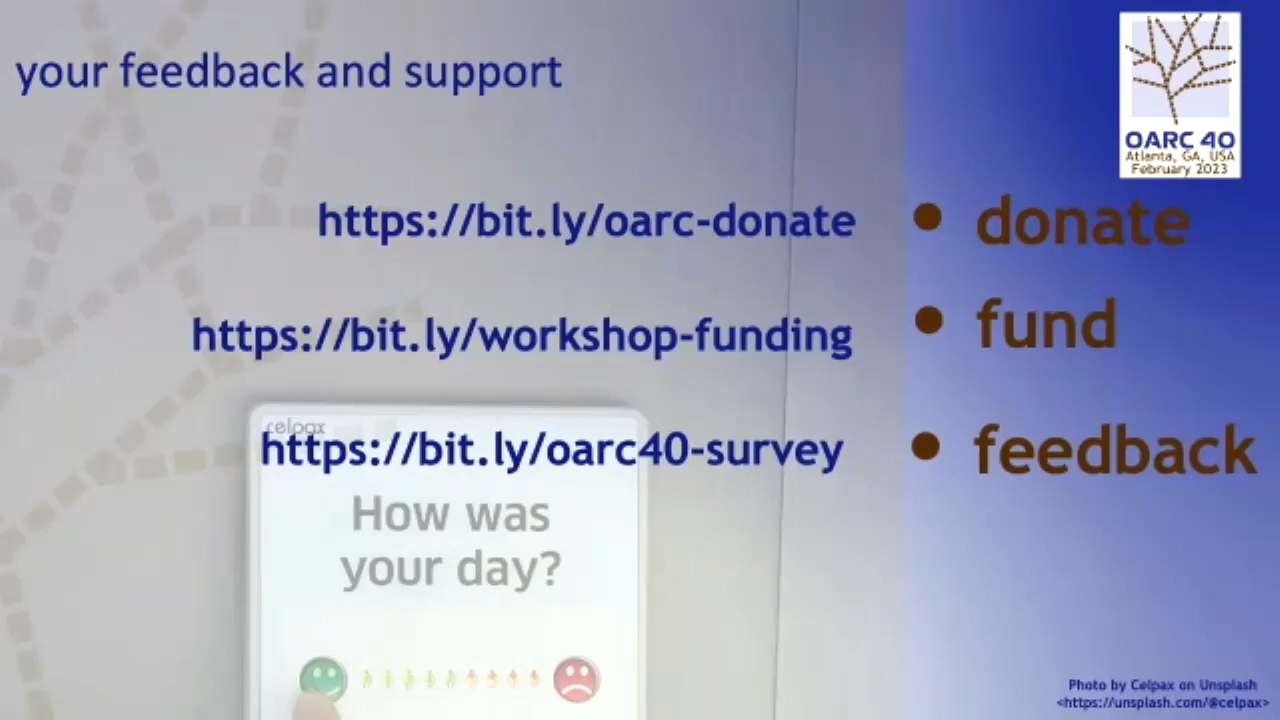 your feedback and support
OARC 40
Atlanta, GA, USA
February 2023
https://bit.ly/oarc-donate
• donate
https://bit.ly/workshop-funding
• fund
celpax
https://bit.ly/oarc40-survey
• feedback
How was
your day?
Photo by Celpax on Unsplash
<https://unsplash.com/@celpax>